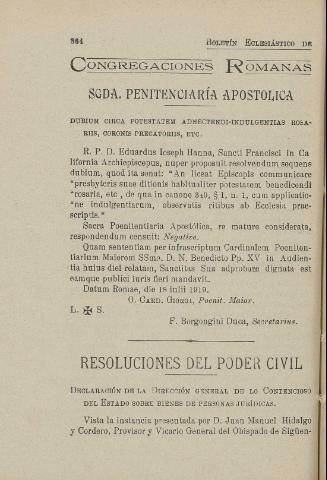 364 BOLETÍN ECLESIÁSTICO DE
CONGREGACIONES ROMANAS
SGDA. PENITENCIARÍA APOSTOLICA
DUBIUM CIRCA POTESTATEM ADNECTENDI-INDULGENTIAS ROSA-
RIIS, CORONIS PRECATORIIS, ETC.
R. P. D. Eduardus Ioseph Hanna, Sancti Francisci in Ca
lifornia Archiepiscopus, nuper proposuit resolvendum sequens
dubium, quod ita sonat: "An liceat Episcopis communicare
"presbyteris suae ditionis habitualiter potestatem benedicendi
"rosaria, etc, de qua in canone 349, § 1, n. 1, cum applicatio-
"ne indulgentiarum, observatis ritibus ab Ecclesia prae-
scriptis."
Sacra Poenitentiaria Apostólica, re mature considerata,
respondendum censuit: Negative.
Quam sententiam per infrascriptum Cardinalem Poeniten-
tiarium Maiorem SSmo. D. N. Benedicto Pp. XV in Audien-
tia huius diei relatam, Sanctitas Sua adprobare dignata est
eamque publici iuris fieri mandavit.
Datum Romae, die 18 iulii 1919.
O. CARD. GIORGI, Poenit. Maior.
L. ✠ S.
F. Borgongini Duca, Secretarius.
RESOLUCIONES DEL PODER CIVIL
DECLARACIÓN DE LA DIRECCIÓN GENERAL DE LO CONTENCIOSO
DEL ESTADO SOBRE BIENES DE PERSONAS JURÍDICAS.
Vista la instancia presentada por D. Juan Manuel Hidalgo
y Cordero, Provisor y Vicario General del Obispado de Sigüen-